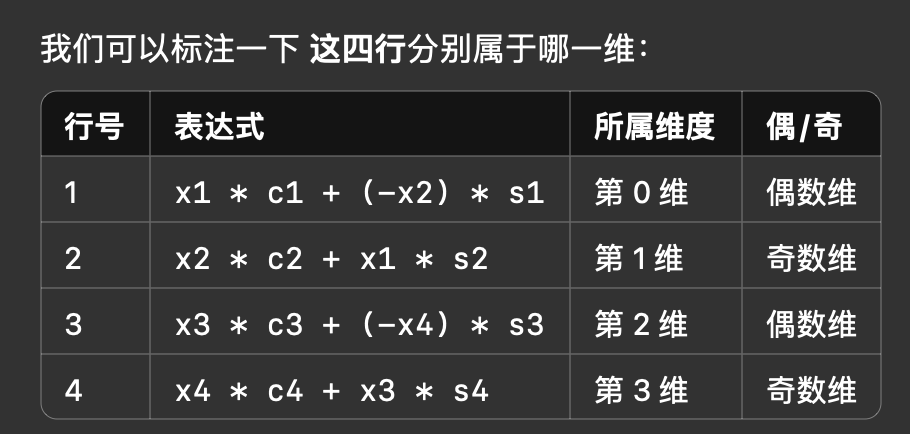 我们可以标注一下 这四行分别属于哪一维：
行号 表达式 所属维度 偶/奇
1 x1 * c1 + (-x2) * s1 第 0 维 偶数维
2 x2 * c2 + x1 * s2 第 1 维 奇数维
3 x3 * c3 + (-x4) * s3 第 2 维 偶数维
4 x4 * c4 + x3 * s4 第 3 维 奇数维